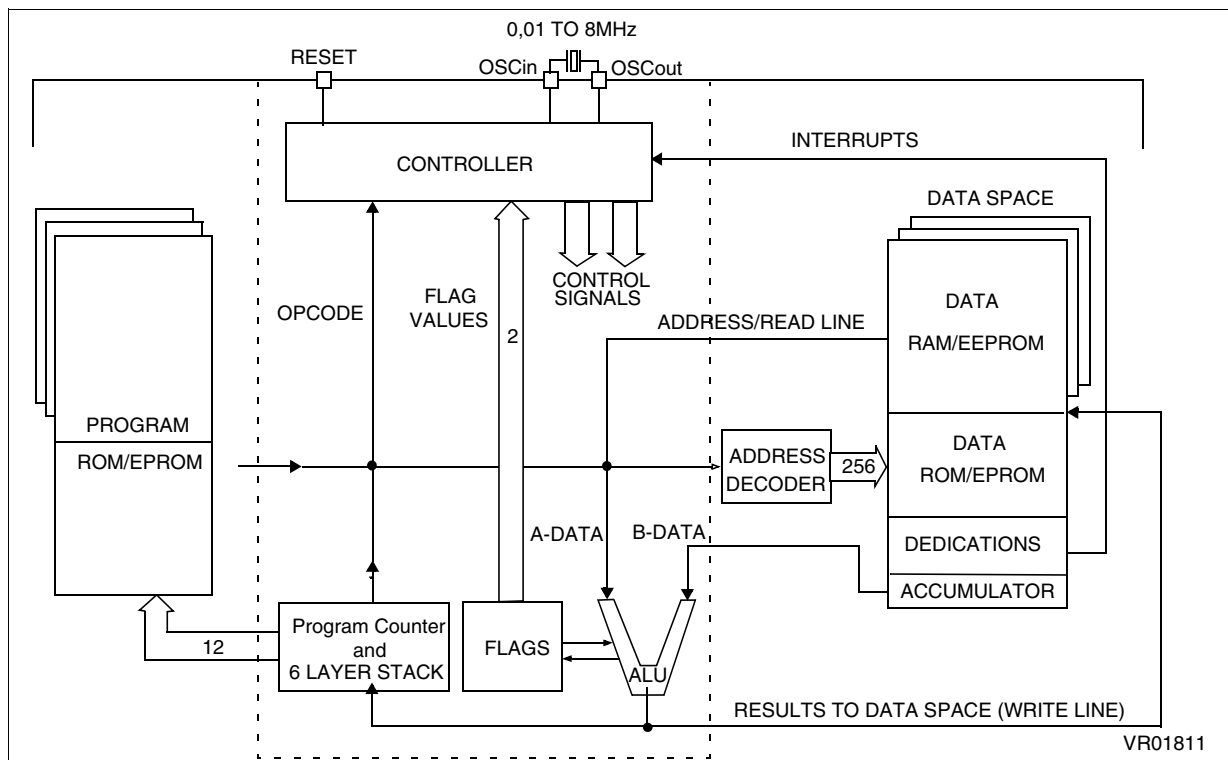 0,01 TO 8MHz
RESET
OSCin
OSCout
CONTROLLER
INTERRUPTS
DATA SPACE
CONTROL
SIGNALS
OPCODE
FLAG
VALUES
2
ADDRESS/READ LINE
DATA
RAM/EEPROM
PROGRAM
ROM/EPROM
ADDRESS
DECODER
256
DATA
ROM/EPROM
A-DATA
B-DATA
DEDICATIONS
ACCUMULATOR
12
Program Counter
and
6 LAYER STACK
FLAGS
ALU
RESULTS TO DATA SPACE (WRITE LINE)
VR01811